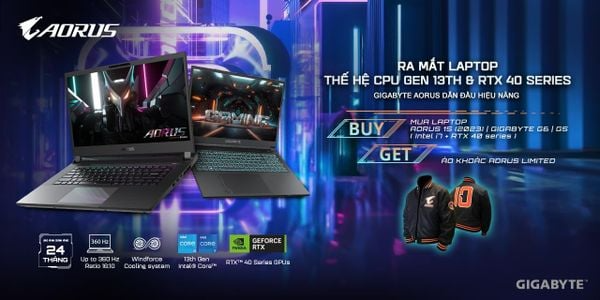 AORUS
RA MẮT LAPTOP
THẾ HỆ CPU GEN 13TH & RTX 40 SERIES
GIGABYTE AORUS DẪN ĐẦU HIỆU NĂNG
BUY
MUA LAPTOP
AORUS 15 (2023) | GIGABYTE G6 | G5
( Intel i7 + RTX 40 series )
GET
ÁO KHOÁC AORUS LIMITED
AORUS
GAMING
10
24
THÁNG
360 Hz
Up to 360 Hz
Ratio 16:10
Windforce
Cooling system
13th Gen
Intel® Core™
NVIDIA
GEFORCE
RTX
RTX™ 40 Series GPUs
GIGABYTE™